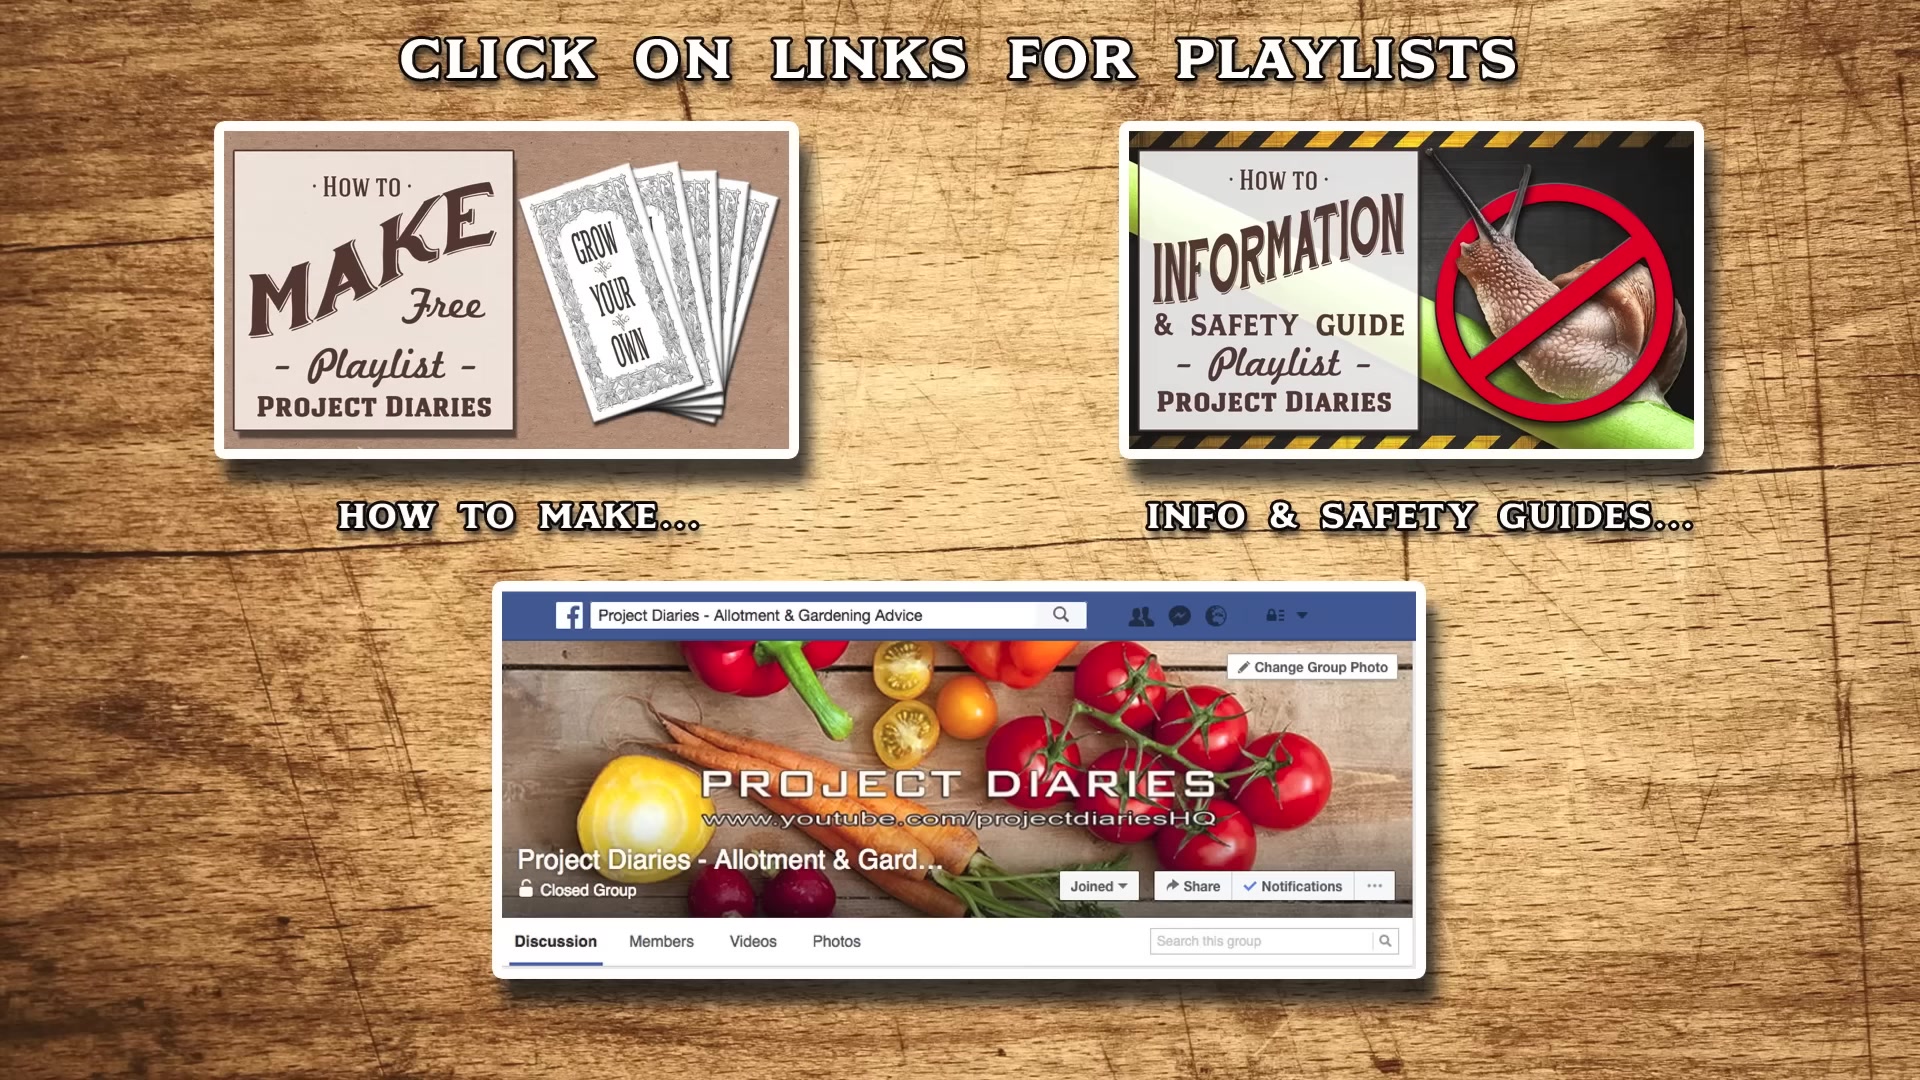 CLICK ON LINKS FOR PLAYLISTS
· HOW TO ·
MAKE
Free
- Playlist -
PROJECT DIARIES
GROW
YOUR
OWN
· HOW TO ·
INFORMATION
& SAFETY GUIDE
- Playlist -
PROJECT DIARIES
HOW TO MAKE...
INFO & SAFETY GUIDES...
Project Diaries - Allotment & Gardening Advice
Change Group Photo
PROJECT DIARIES
www.youtube.com/projectdiariesHQ
Project Diaries - Allotment & Gard...
Closed Group
Joined
Share
Notifications
Discussion
Members
Videos
Photos
Search this group